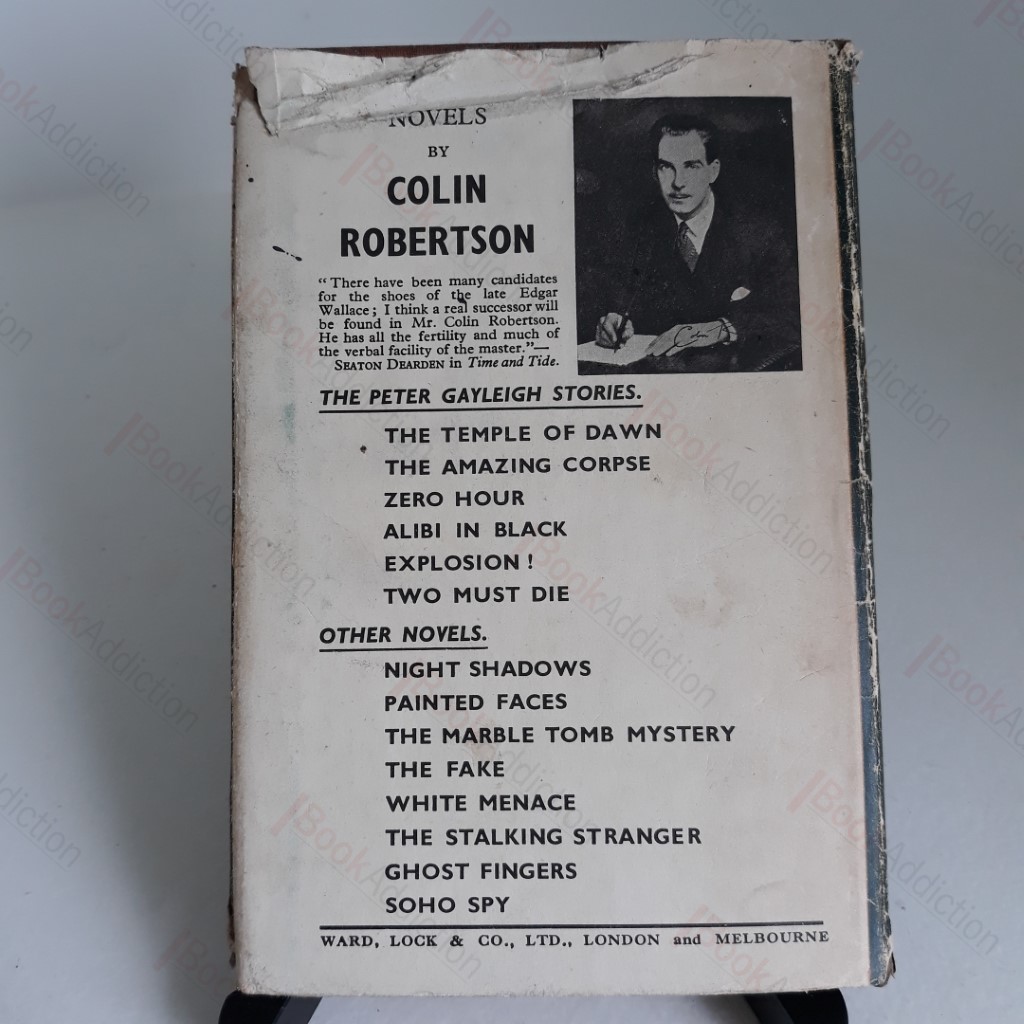 NOVELS
BY
COLIN
ROBERTSON
“There have been many candidates
for the shoes of the late Edgar
Wallace; I think a real successor will
be found in Mr. Colin Robertson.
He has all the fertility and much of
the verbal facility of the master.”—
SEATON DEARDEN in Time and Tide.
THE PETER GAYLEIGH STORIES.
THE TEMPLE OF DAWN
THE AMAZING CORPSE
ZERO HOUR
ALIBI IN BLACK
EXPLOSION!
TWO MUST DIE
OTHER NOVELS.
NIGHT SHADOWS
PAINTED FACES
THE MARBLE TOMB MYSTERY
THE FAKE
WHITE MENACE
THE STALKING STRANGER
GHOST FINGERS
SOHO SPY
WARD, LOCK & CO., LTD., LONDON and MELBOURNE
BookAddiction